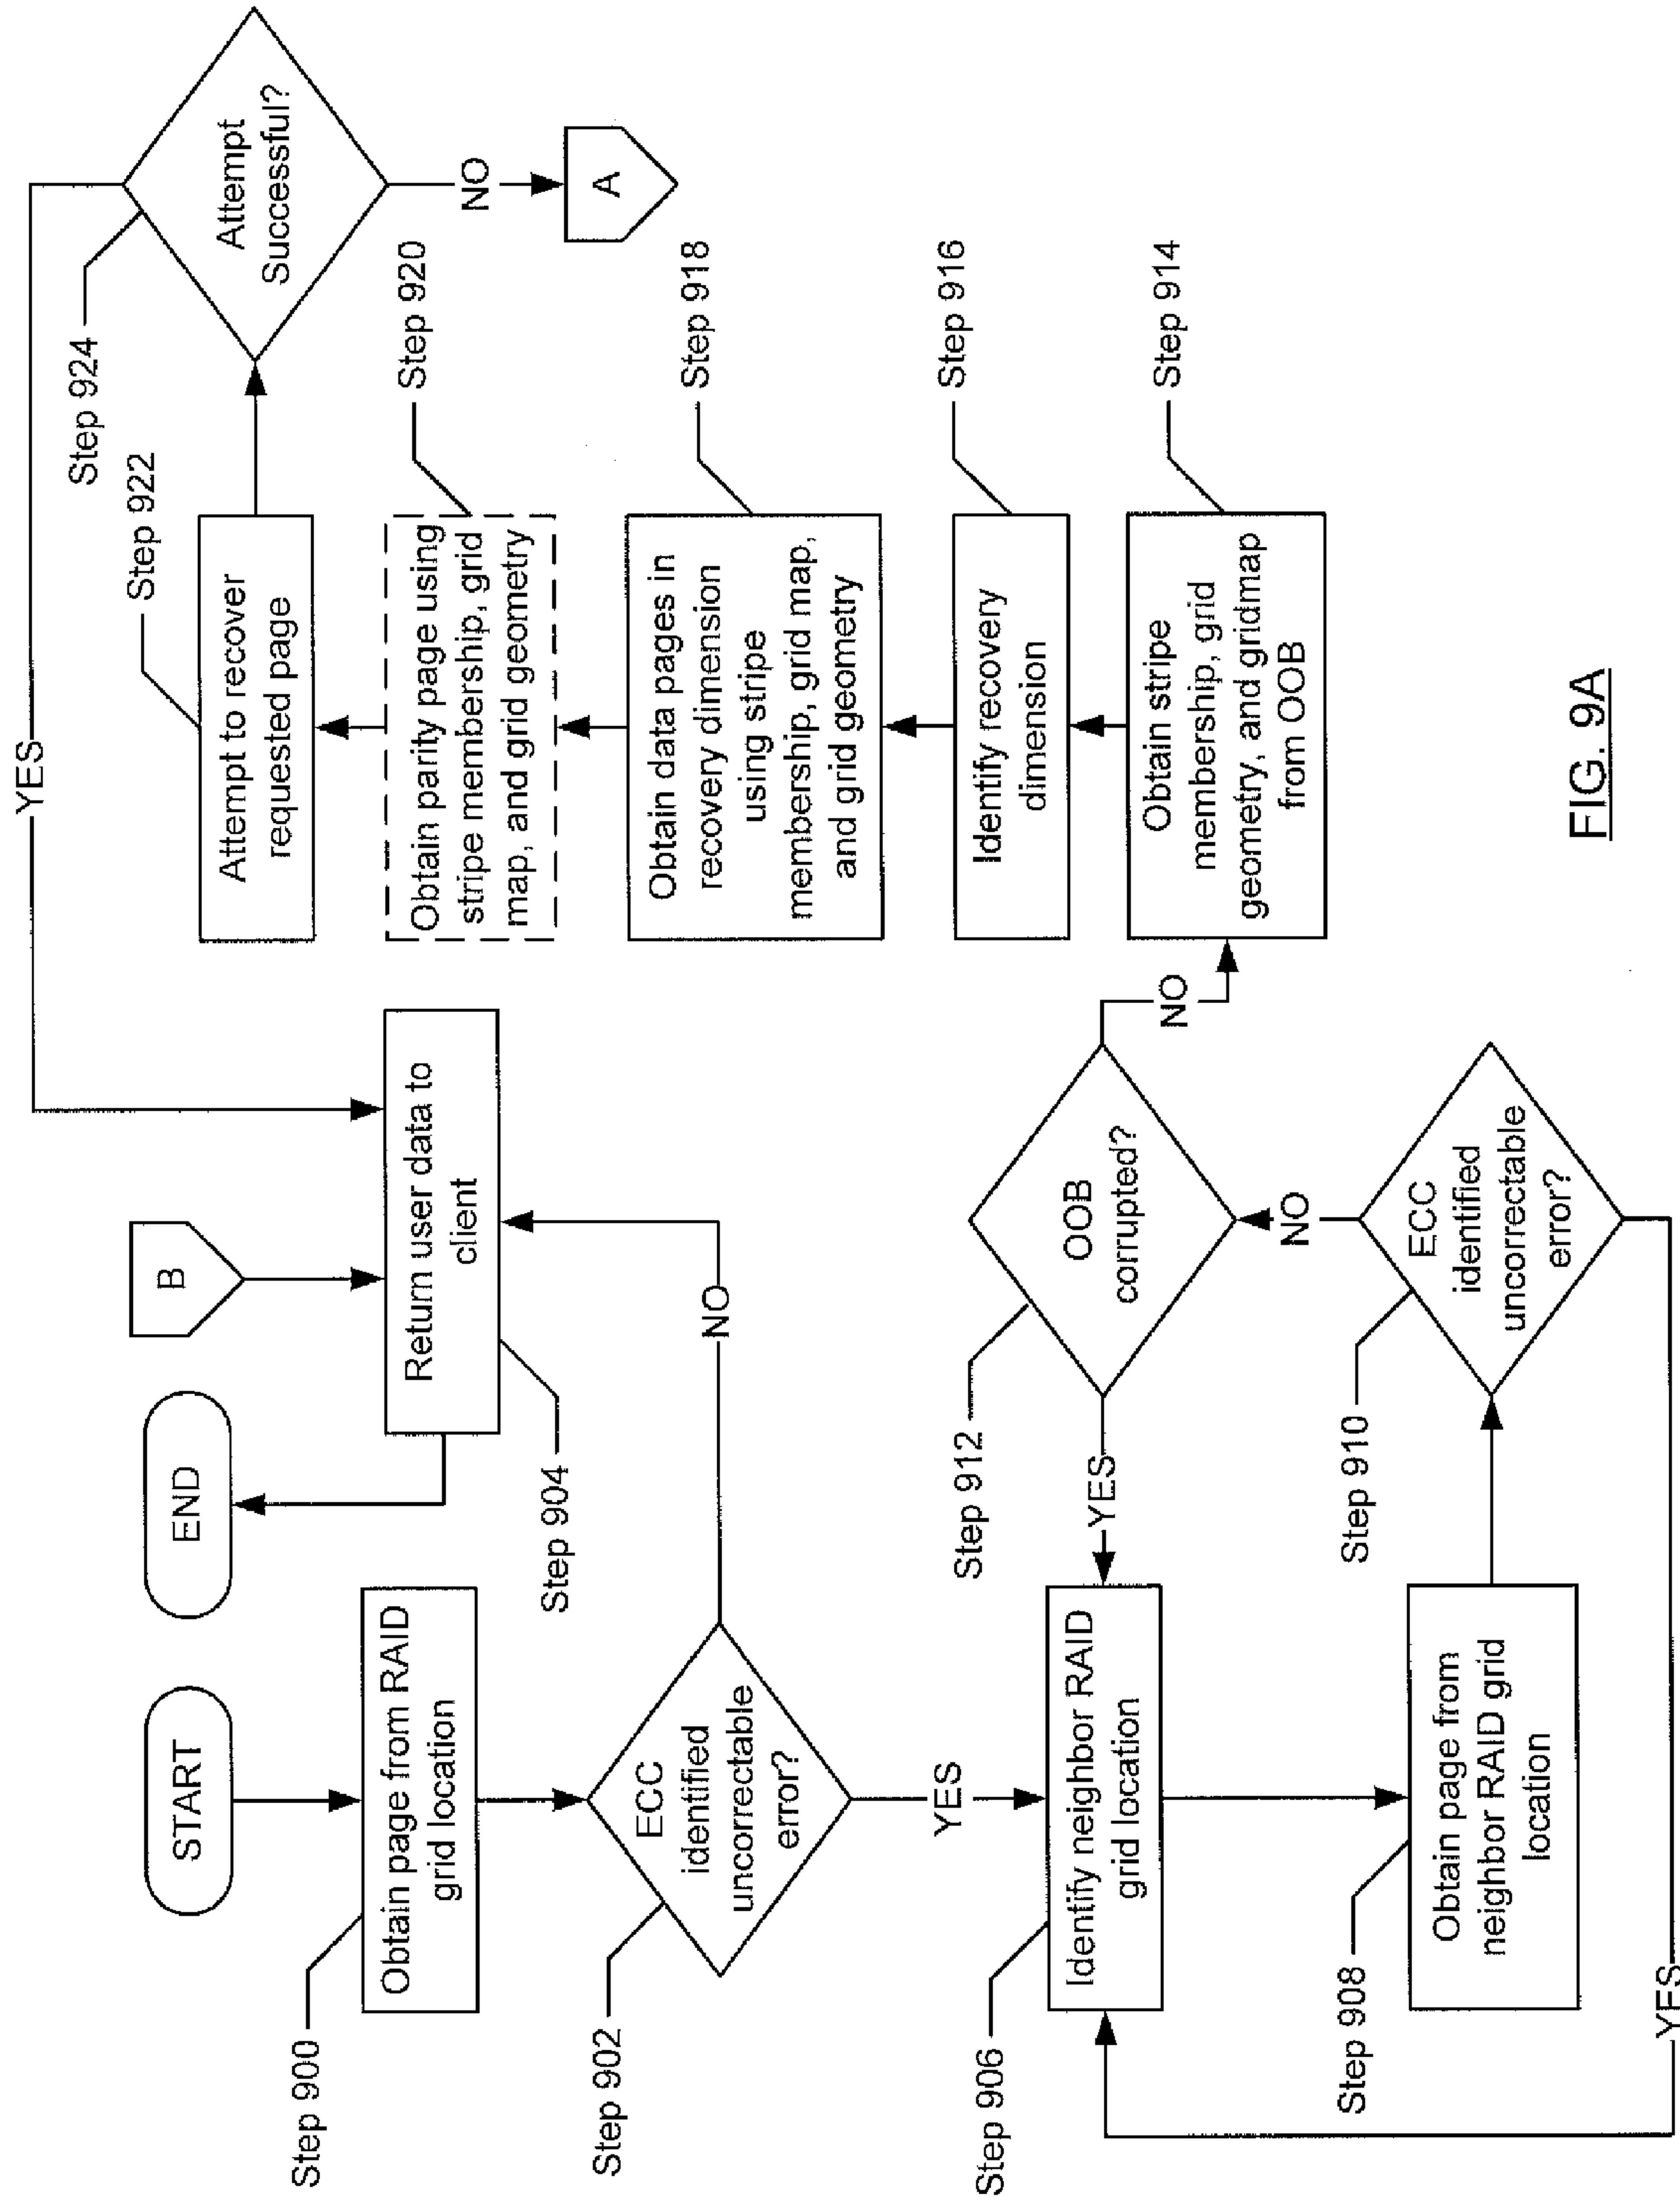 START
Step 900
Obtain page from RAID
grid location
Step 902
ECC
identified
uncorrectable
error?
NO
YES
END
B
Return user data to
client
Step 904
Step 906
Identify neighbor RAID
grid location
Step 908
Obtain page from
neighbor RAID grid
location
Step 910
ECC
identified
uncorrectable
error?
YES
NO
Step 912
OOB
corrupted?
YES
NO
Step 914
Obtain stripe
membership, grid
geometry, and gridmap
from OOB
Step 916
Identify recovery
dimension
Step 918
Obtain data pages in
recovery dimension
using stripe
membership, grid map,
and grid geometry
Step 920
Obtain parity page using
stripe membership, grid
map, and grid geometry
Step 922
Attempt to recover
requested page
Step 924
Attempt
Successful?
YES
NO
A
FIG. 9A